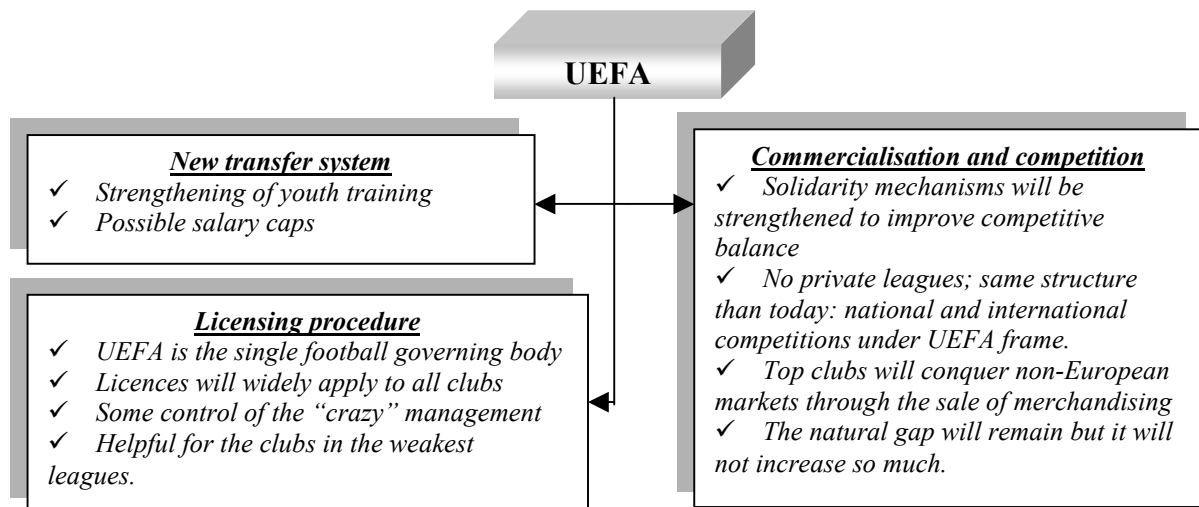 UEFA
New transfer system
✓ Strengthening of youth training
✓ Possible salary caps
Licensing procedure
✓ UEFA is the single football governing body
✓ Licences will widely apply to all clubs
✓ Some control of the “crazy” management
✓ Helpful for the clubs in the weakest
leagues.
Commercialisation and competition
✓ Solidarity mechanisms will be
strengthened to improve competitive
balance
✓ No private leagues; same structure
than today: national and international
competitions under UEFA frame.
✓ Top clubs will conquer non-European
markets through the sale of merchandising
✓ The natural gap will remain but it will
not increase so much.